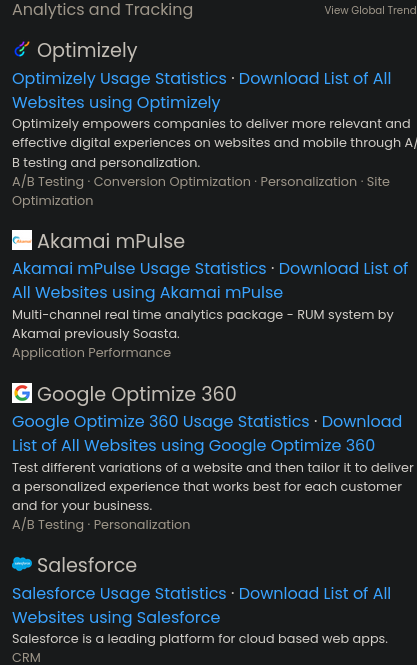 Analytics and Tracking
View Global Trend
Optimizely
Optimizely Usage Statistics · Download List of All
Websites using Optimizely
Optimizely empowers companies to deliver more relevant and
effective digital experiences on websites and mobile through A/
B testing and personalization.
A/B Testing · Conversion Optimization · Personalization · Site
Optimization
Akamai mPulse
Akamai mPulse Usage Statistics · Download List of
All Websites using Akamai mPulse
Multi-channel real time analytics package - RUM system by
Akamai previously Soasta.
Application Performance
Google Optimize 360
Google Optimize 360 Usage Statistics · Download
List of All Websites using Google Optimize 360
Test different variations of a website and then tailor it to deliver
a personalized experience that works best for each customer
and for your business.
A/B Testing · Personalization
Salesforce
Salesforce Usage Statistics · Download List of All
Websites using Salesforce
Salesforce is a leading platform for cloud based web apps.
CRM